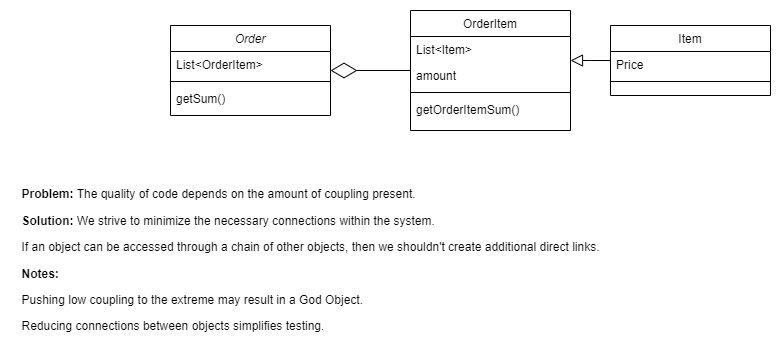 Order
List<OrderItem>
getSum()
OrderItem
List<Item>
amount
getOrderItemSum()
Item
Price
Problem: The quality of code depends on the amount of coupling present.
Solution: We strive to minimize the necessary connections within the system.
If an object can be accessed through a chain of other objects, then we shouldn't create additional direct links.
Notes:
Pushing low coupling to the extreme may result in a God Object.
Reducing connections between objects simplifies testing.